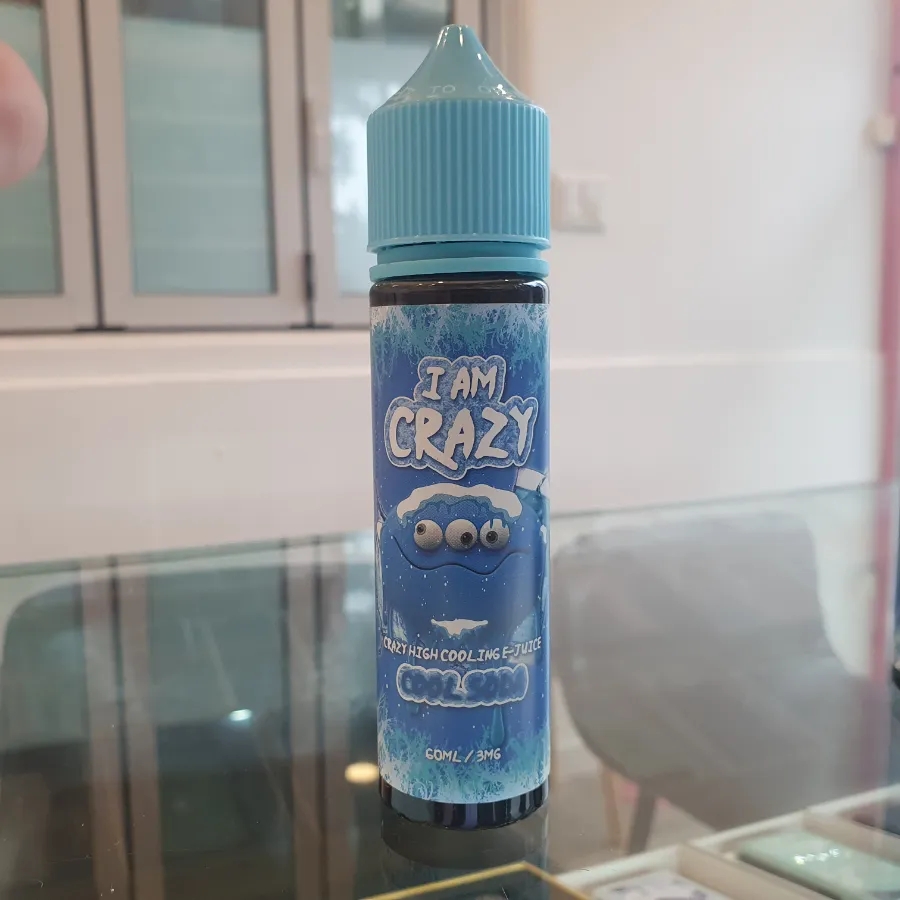 I AM
CRAZY
CRAZY HIGH COOLING E-JUICE
COOL SODA
60ML / 3MG